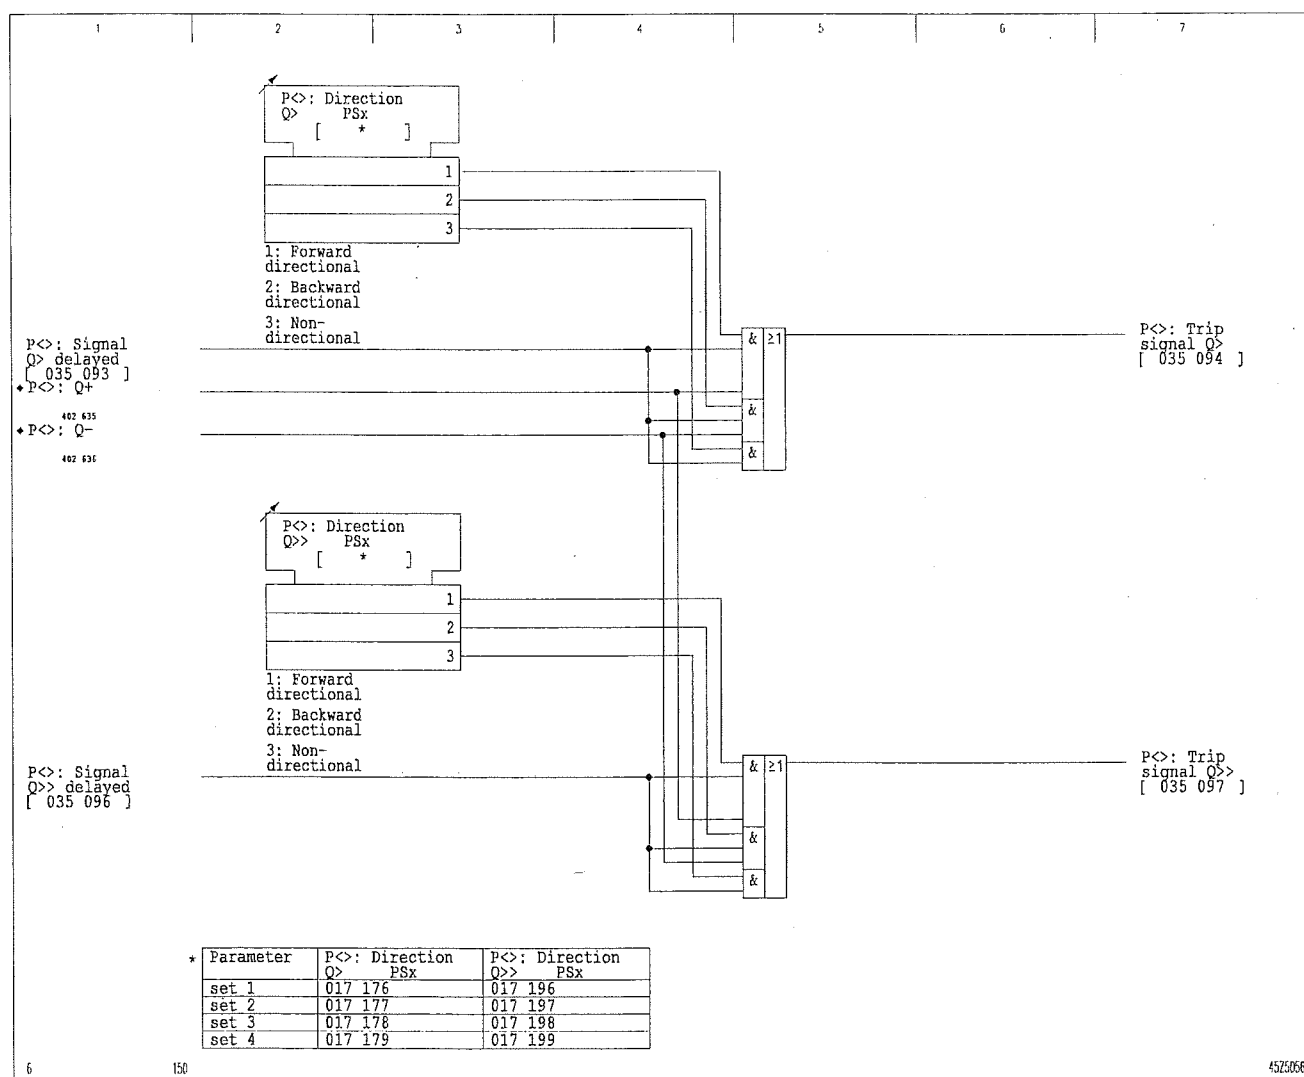 1 2 3 4 5 6 7
P<>: Direction
Q> PSx
[ * ]
1
2
3
1: Forward
directional
2: Backward
directional
3: Non-
directional
P<>: Signal
Q> delayed
[ 035 093 ]
P<>: Q+
402 635
P<>: Q-
402 636
& ≥1
&
&
P<>: Trip
signal Q>
[ 035 094 ]
P<>: Direction
Q>> PSx
[ * ]
1
2
3
1: Forward
directional
2: Backward
directional
3: Non-
directional
P<>: Signal
Q>> delayed
[ 035 096 ]
& ≥1
&
&
P<>: Trip
signal Q>>
[ 035 097 ]
* Parameter P<>: Direction P<>: Direction
Q> PSx Q>> PSx
set 1 017 176 017 196
set 2 017 177 017 197
set 3 017 178 017 198
set 4 017 179 017 199
6 150 45Z5056